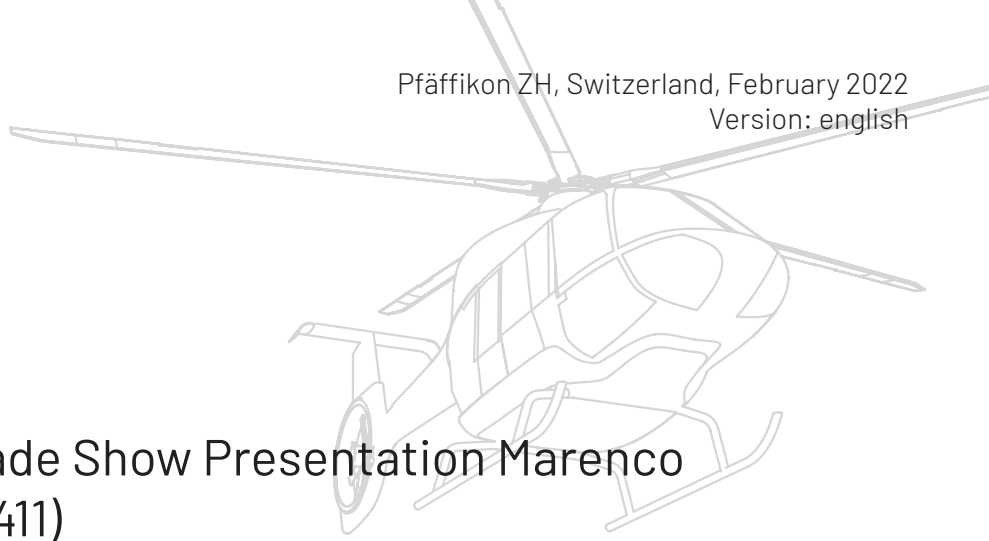 Pfäffikon ZH, Switzerland, February 2022
Version: english
ade Show Presentation Marenco
411)